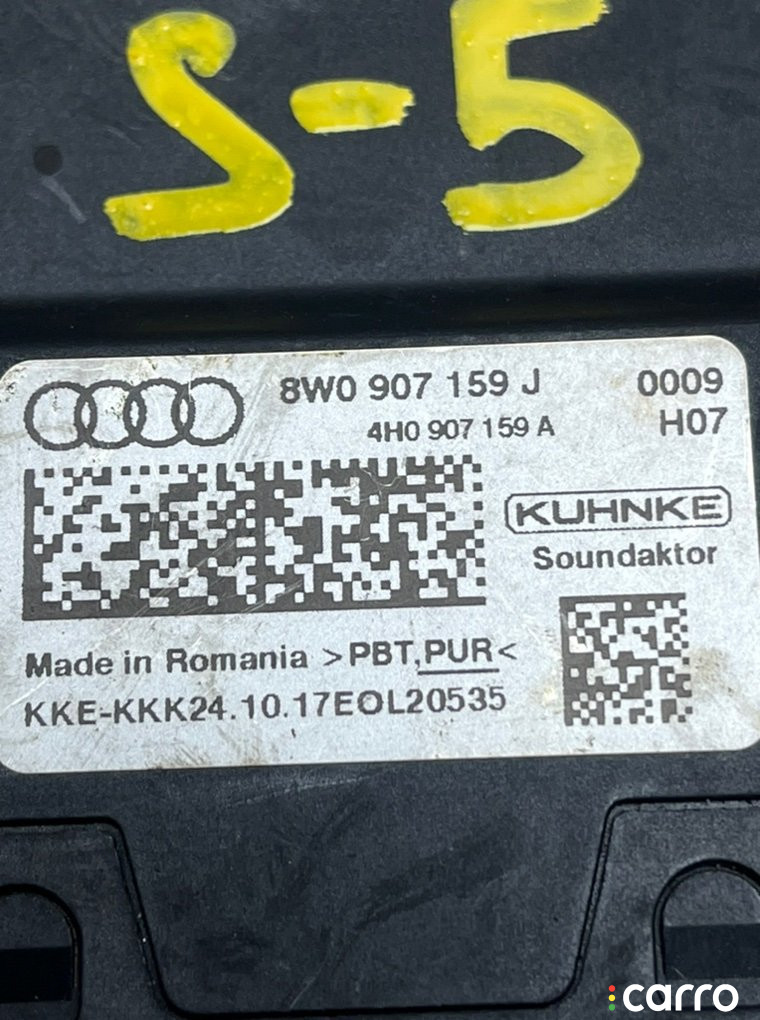 S-5
8W0 907 159 J 0009
4H0 907 159 A H07
KUHNKE
Soundaktor
Made in Romania >PBT,PUR<
KKE-KKK24.10.17EOL20535
carro